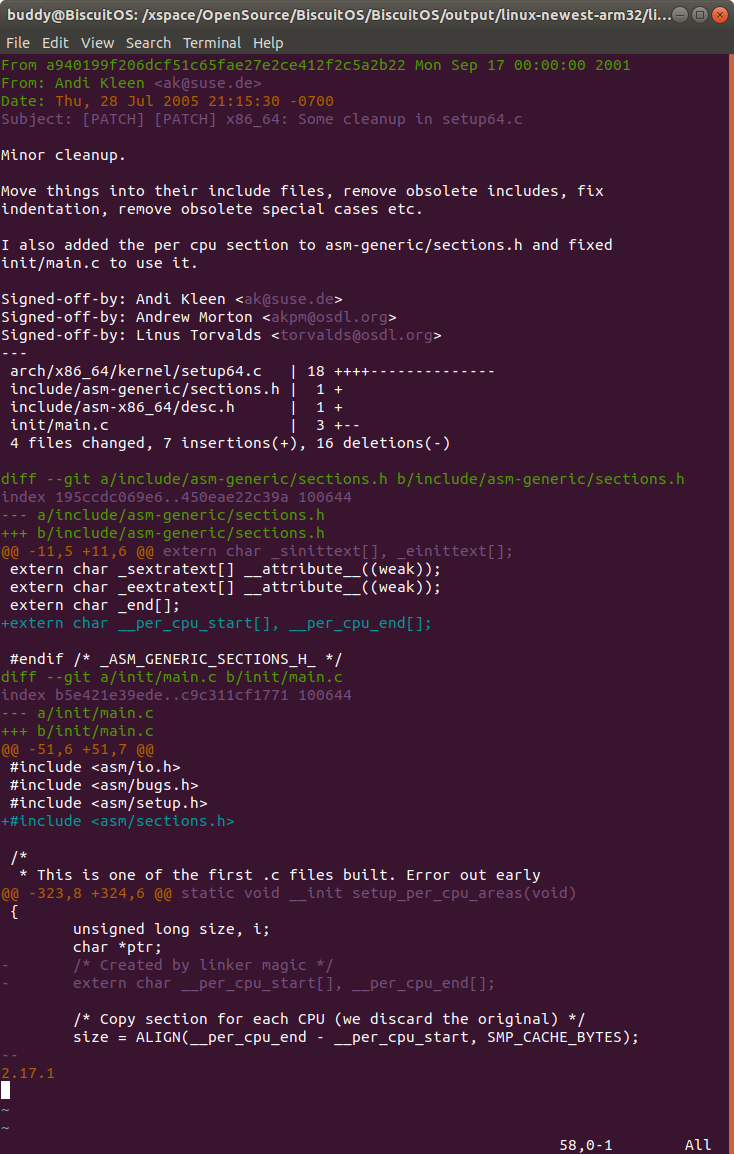 buddy@BiscuitOS: /xspace/OpenSource/BiscuitOS/BiscuitOS/output/linux-newest-arm32/li...
File Edit View Search Terminal Help
From a940199f206dcf51c65fae27e2ce412f2c5a2b22 Mon Sep 17 00:00:00 2001
From: Andi Kleen <ak@suse.de>
Date: Thu, 28 Jul 2005 21:15:30 -0700
Subject: [PATCH] [PATCH] x86_64: Some cleanup in setup64.c

Minor cleanup.

Move things into their include files, remove obsolete includes, fix
indentation, remove obsolete special cases etc.

I also added the per cpu section to asm-generic/sections.h and fixed
init/main.c to use it.

Signed-off-by: Andi Kleen <ak@suse.de>
Signed-off-by: Andrew Morton <akpm@osdl.org>
Signed-off-by: Linus Torvalds <torvalds@osdl.org>
---
 arch/x86_64/kernel/setup64.c   | 18 ++++--------------
 include/asm-generic/sections.h |  1 +
 include/asm-x86_64/desc.h      |  1 +
 init/main.c                    |  3 +--
 4 files changed, 7 insertions(+), 16 deletions(-)

diff --git a/include/asm-generic/sections.h b/include/asm-generic/sections.h
index 195ccdc069e6..450eae22c39a 100644
--- a/include/asm-generic/sections.h
+++ b/include/asm-generic/sections.h
@@ -11,5 +11,6 @@ extern char _sinittext[], _einittext[];
 extern char _sextratext[] __attribute__((weak));
 extern char _eextratext[] __attribute__((weak));
 extern char _end[];
+extern char __per_cpu_start[], __per_cpu_end[];

 #endif /* _ASM_GENERIC_SECTIONS_H_ */
diff --git a/init/main.c b/init/main.c
index b5e421e39ede..c9c311cf1771 100644
--- a/init/main.c
+++ b/init/main.c
@@ -51,6 +51,7 @@
 #include <asm/io.h>
 #include <asm/bugs.h>
 #include <asm/setup.h>
+#include <asm/sections.h>

 /*
  * This is one of the first .c files built. Error out early
@@ -323,8 +324,6 @@ static void __init setup_per_cpu_areas(void)
 {
        unsigned long size, i;
        char *ptr;
-       /* Created by linker magic */
-       extern char __per_cpu_start[], __per_cpu_end[];

        /* Copy section for each CPU (we discard the original) */
        size = ALIGN(__per_cpu_end - __per_cpu_start, SMP_CACHE_BYTES);
--
2.17.1

~
~
58,0-1 All